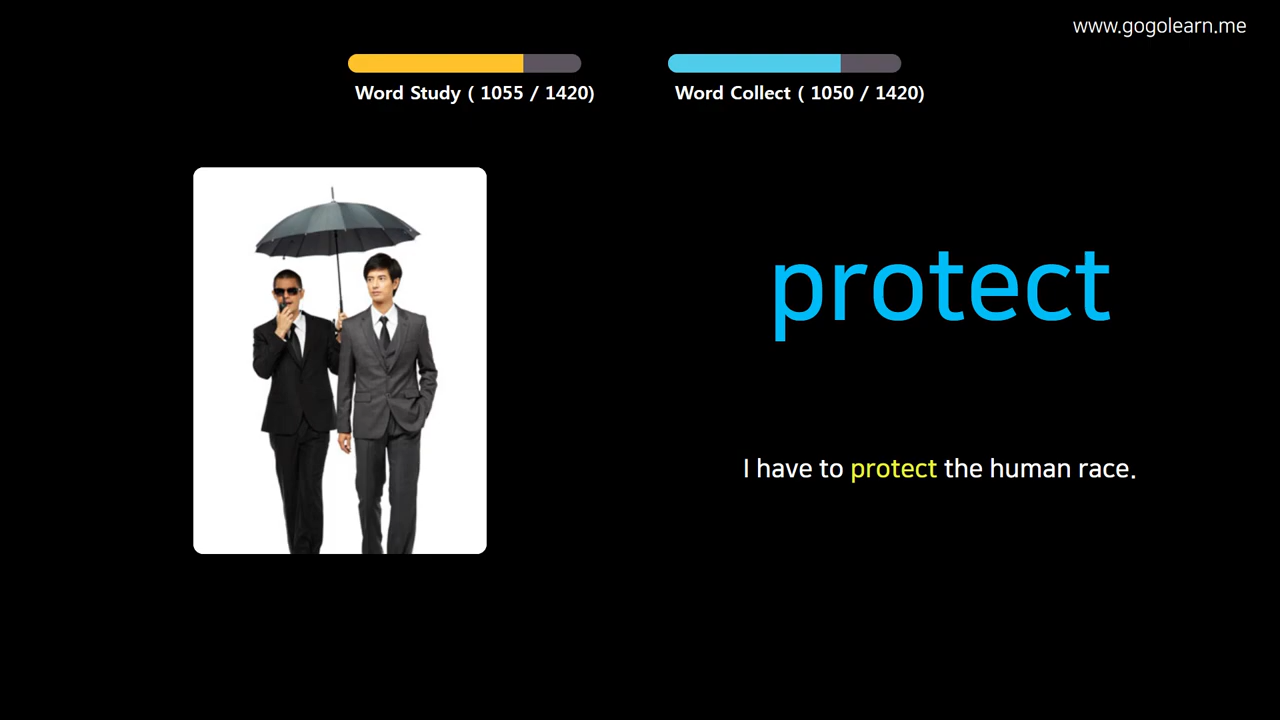 www.gogolearn.me
Word Study ( 1055 / 1420)
Word Collect ( 1050 / 1420)
protect
I have to protect the human race.